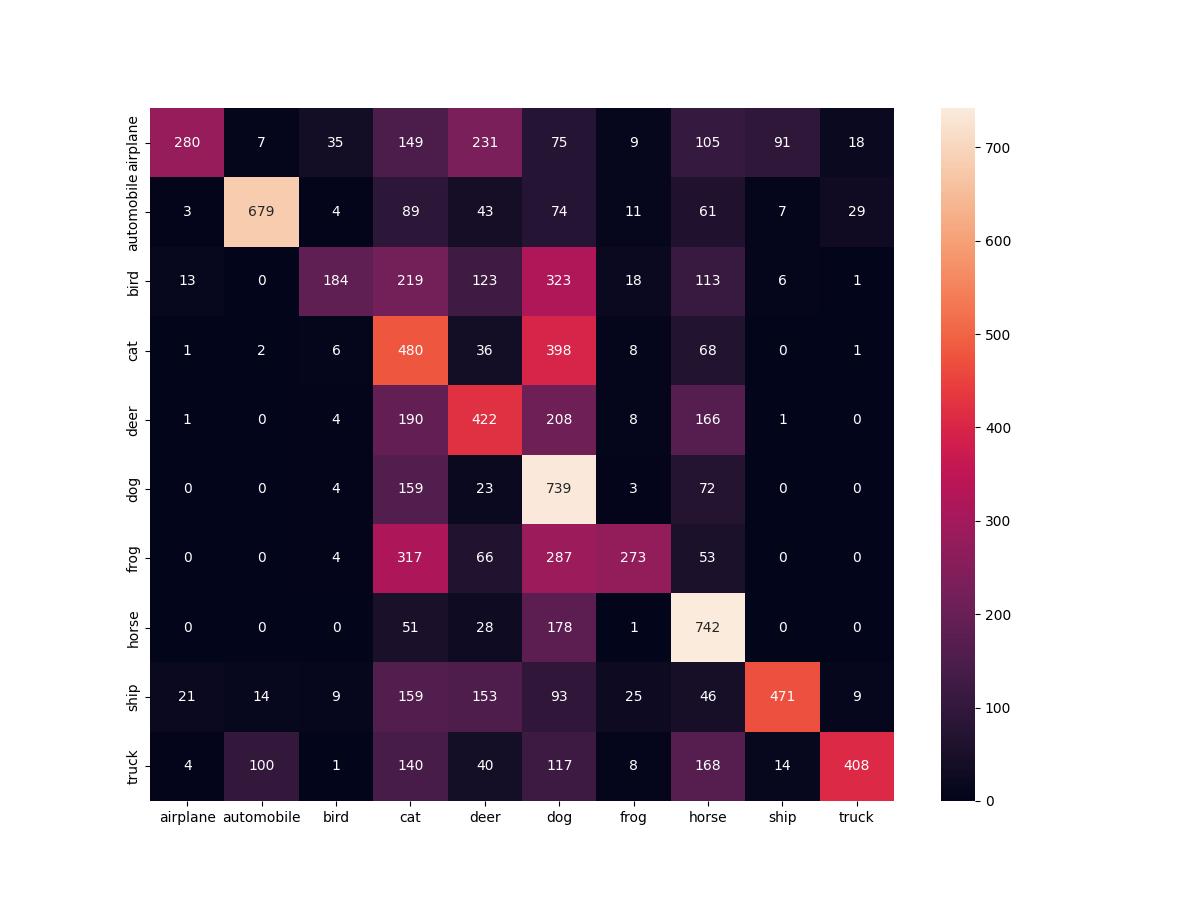 airplane 280 7 35 149 231 75 9 105 91 18
automobile 3 679 4 89 43 74 11 61 7 29
bird 13 0 184 219 123 323 18 113 6 1
cat 1 2 6 480 36 398 8 68 0 1
deer 1 0 4 190 422 208 8 166 1 0
dog 0 0 4 159 23 739 3 72 0 0
frog 0 0 4 317 66 287 273 53 0 0
horse 0 0 0 51 28 178 1 742 0 0
ship 21 14 9 159 153 93 25 46 471 9
truck 4 100 1 140 40 117 8 168 14 408
airplane automobile bird cat deer dog frog horse ship truck
700
600
500
400
300
200
100
0